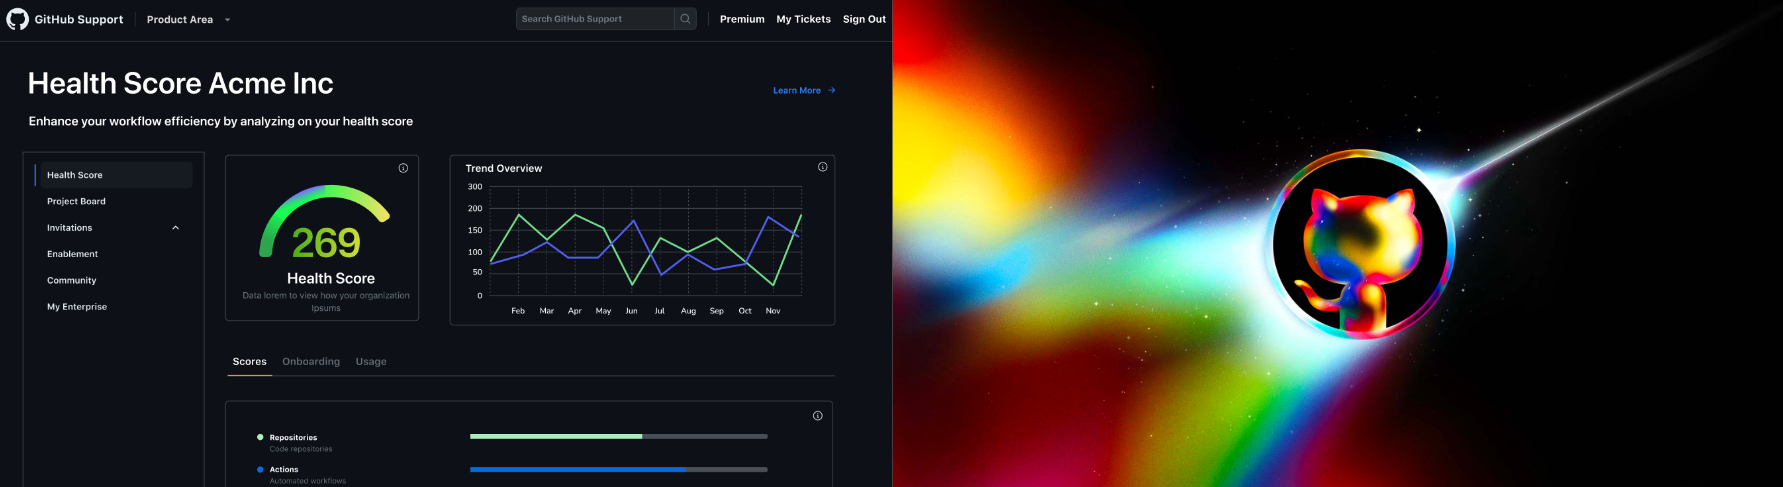 GitHub Support
Product Area
Search GitHub Support
Premium
My Tickets
Sign Out
Health Score Acme Inc
Learn More
Enhance your workflow efficiency by analyzing on your health score
Health Score
Project Board
Invitations
Enablement
Community
My Enterprise
269
Health Score
Data lorem to view how your organization
Ipsums
Trend Overview
300
200
150
100
50
0
Feb Mar Apr May Jun Jul Aug Sep Oct Nov
Scores Onboarding Usage
Repositories
Code repositories
Actions
Automated workflows